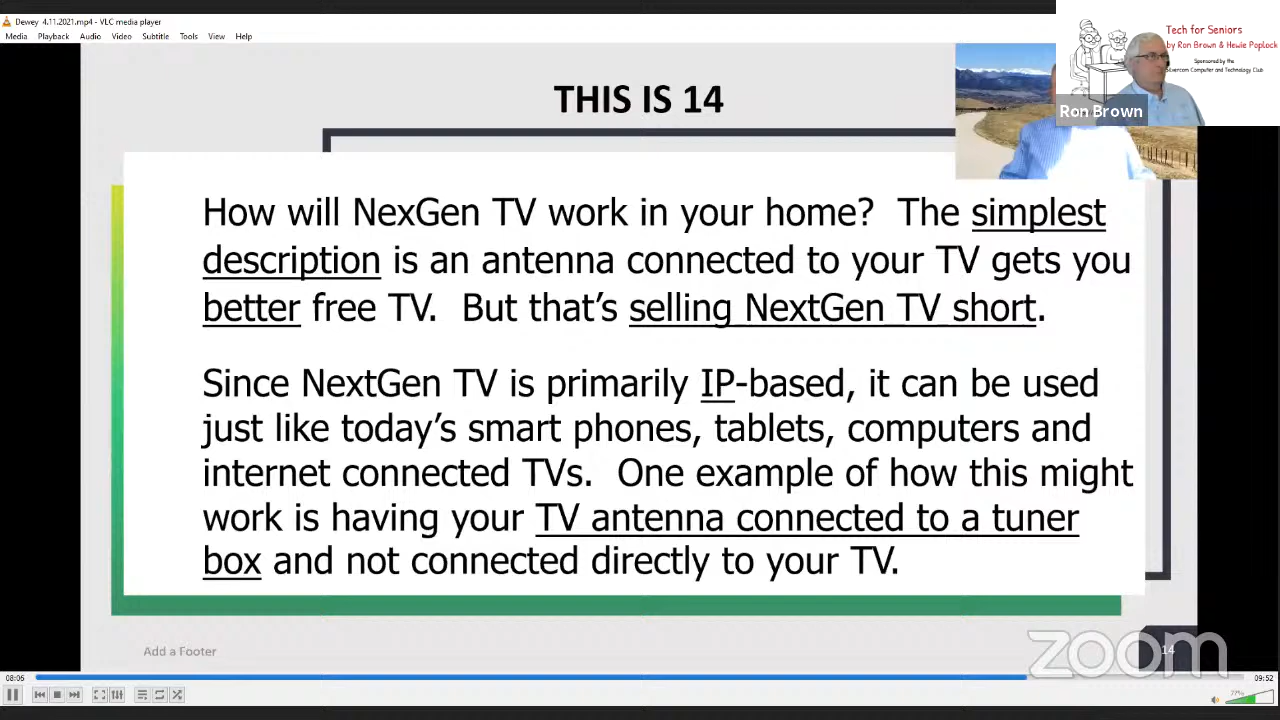 Dewey 4.11.2021.mp4 - VLC media player
Media Playback Audio Video Subtitle Tools View Help
Tech for Seniors
by Ron Brown & Hewie Poplock
Sponsored by the
Silvercom Computer and Technology Club
Ron Brown
THIS IS 14
How will NexGen TV work in your home? The simplest
description is an antenna connected to your TV gets you
better free TV. But that's selling NextGen TV short.
Since NextGen TV is primarily IP-based, it can be used
just like today's smart phones, tablets, computers and
internet connected TVs. One example of how this might
work is having your TV antenna connected to a tuner
box and not connected directly to your TV.
Add a Footer
14
zoom
08:06
09:52
77%